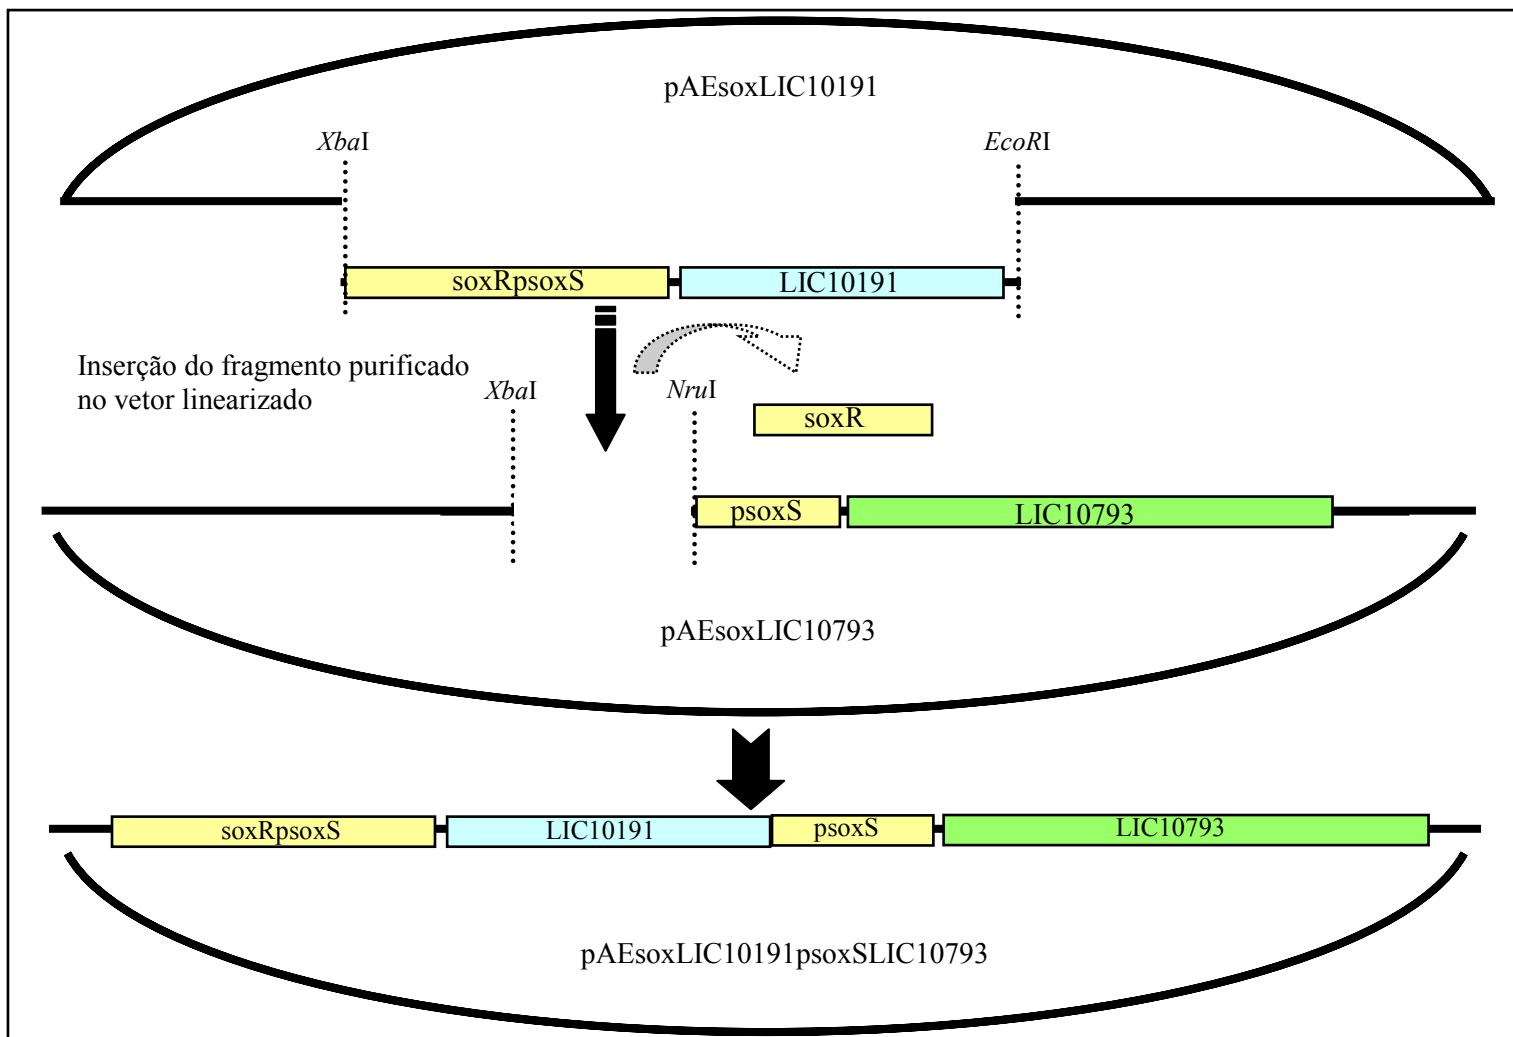 pAEsoxLIC10191
XbaI
EcoRI
soxRpsoxS
LIC10191
Inserção do fragmento purificado
no vetor linearizado
XbaI
NruI
soxR
psoxS
LIC10793
pAEsoxLIC10793
soxRpsoxS
LIC10191
psoxS
LIC10793
pAEsoxLIC10191psoxSLIC10793